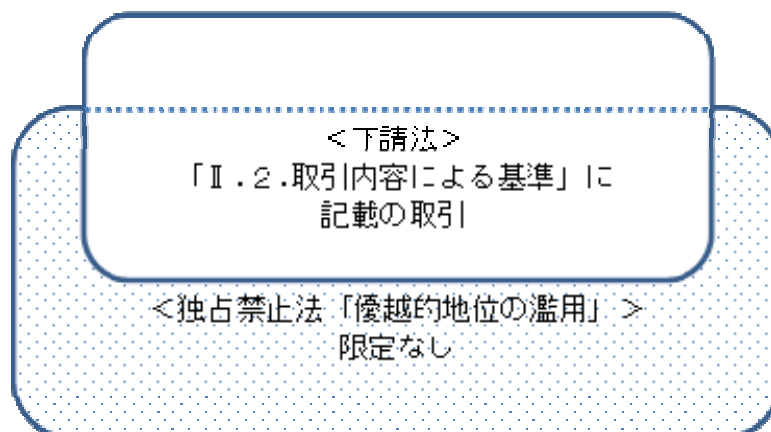 ＜下請法＞
「Ⅱ．２．取引内容による基準」に
記載の取引
＜独占禁止法「優越的地位の濫用」＞
限定なし